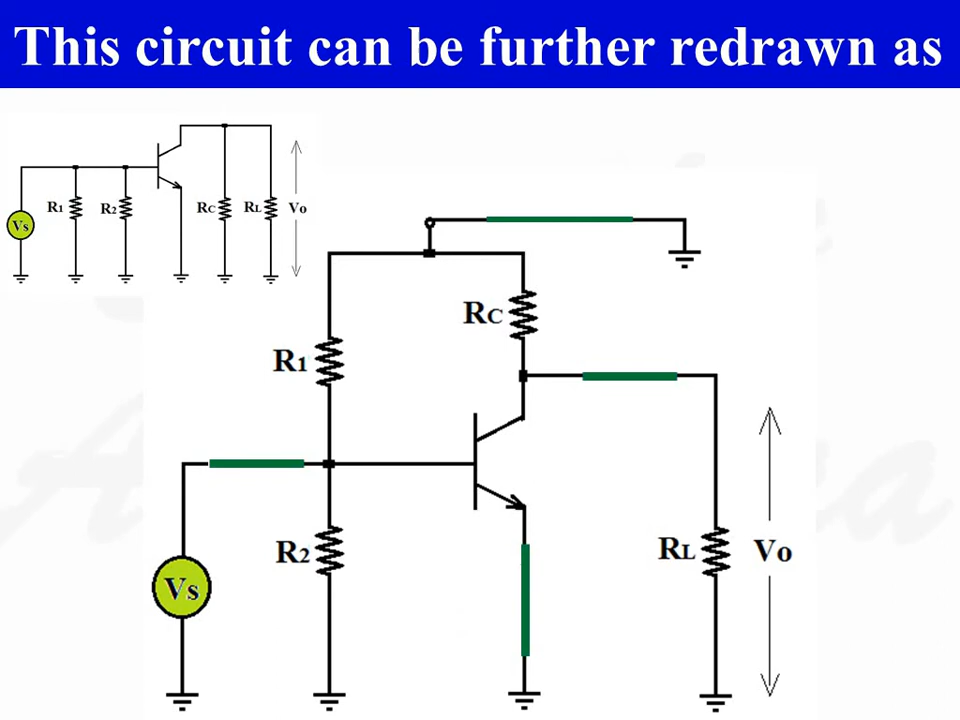 This circuit can be further redrawn as
R1 R2 RC RL Vo
Vs
RC
R1
R2 RL Vo
Vs